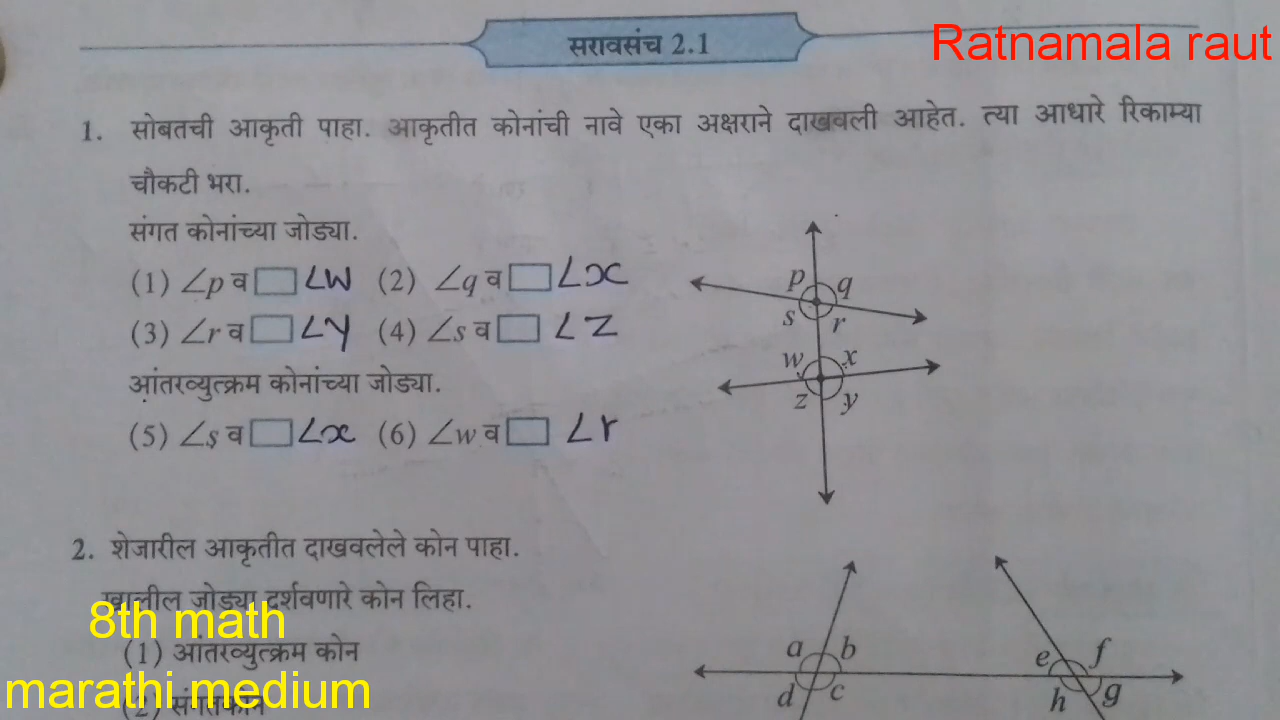 सरावसंच 2.1
Ratnamala raut
1. सोबतची आकृती पाहा. आकृतीत कोनांची नावे एका अक्षराने दाखवली आहेत. त्या आधारे रिकाम्या
चौकटी भरा.
संगत कोनांच्या जोड्या.
(1) ∠p व □ ∠w (2) ∠q व □ ∠x
(3) ∠r व □ ∠y (4) ∠s व □ ∠z
आंतरव्युत्क्रम कोनांच्या जोड्या.
(5) ∠s व □ ∠x (6) ∠w व □ ∠r
p q
s r
w x
z y
2. शेजारील आकृतीत दाखवलेले कोन पाहा.
खालील जोड्या दर्शवणारे कोन लिहा.
8th math
(1) आंतरव्युत्क्रम कोन
marathi medium
(2) संगतकोन
a b e f
d c h g